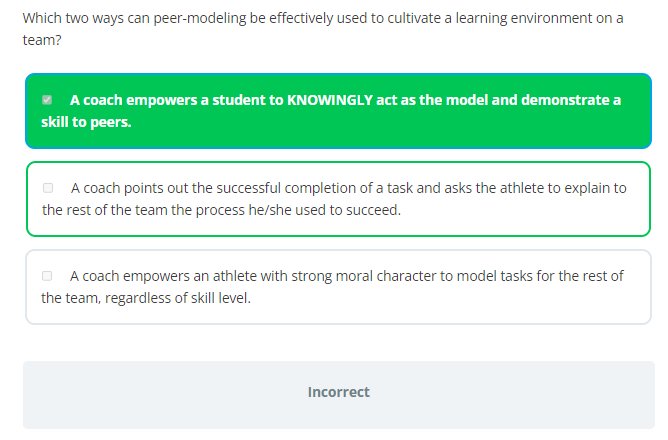 Which two ways can peer-modeling be effectively used to cultivate a learning environment on a
team?
A coach empowers a student to KNOWINGLY act as the model and demonstrate a
skill to peers.
A coach points out the successful completion of a task and asks the athlete to explain to
the rest of the team the process he/she used to succeed.
A coach empowers an athlete with strong moral character to model tasks for the rest of
the team, regardless of skill level.
Incorrect